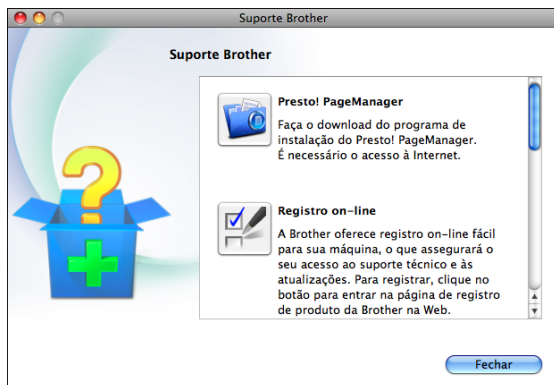 Suporte Brother
Suporte Brother
Presto! PageManager
Faça o download do programa de
instalação do Presto! PageManager.
É necessário o acesso à Internet.
Registro on-line
A Brother oferece registro on-line fácil
para sua máquina, o que assegurará o
seu acesso ao suporte técnico e às
atualizações. Para registrar, clique no
botão para entrar na página de registro
de produto da Brother na Web.
Fechar